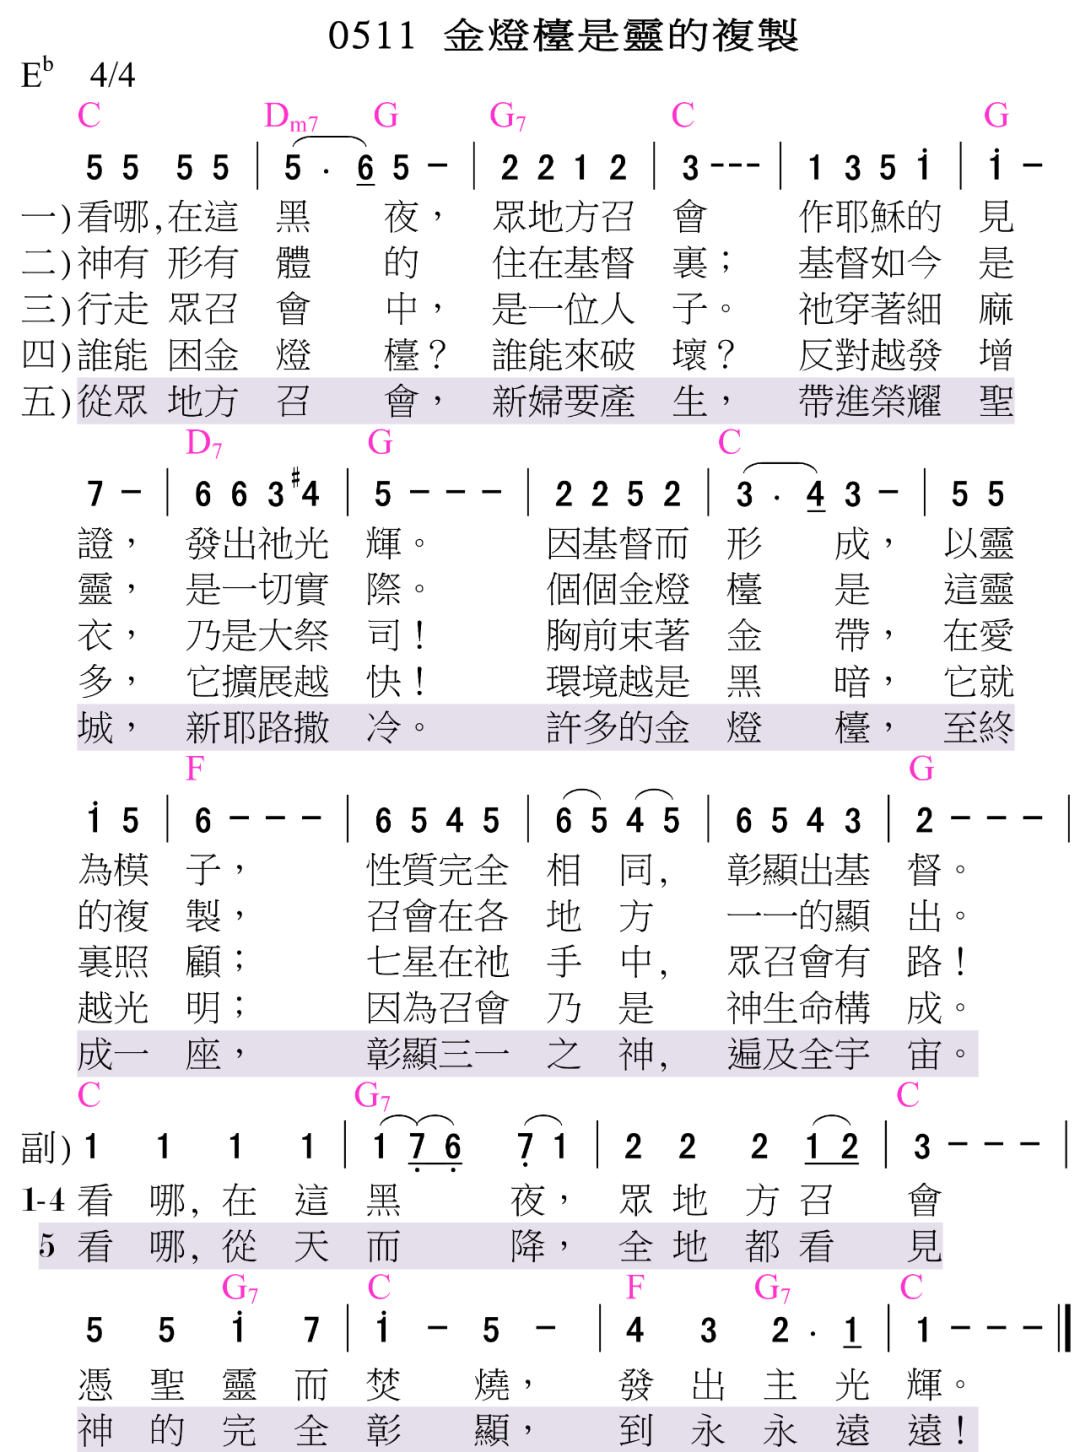 0511 金燈檯是靈的複製
E♭ 4/4
C Dm7 G G7 C G
5 5 5 5 | 5 · 6 5 - | 2 2 1 2 | 3 --- | 1 3 5 i | i -
一)看哪,在這 黑 夜， 眾地方召 會 作耶穌的 見
二)神有 形有 體 的 住在基督 裏； 基督如今 是
三)行走 眾召 會 中， 是一位人 子。 祂穿著細 麻
四)誰能 困金 燈 檯？ 誰能來破 壞？ 反對越發 增
五)從眾 地方 召 會， 新婦要產 生， 帶進榮耀 聖
D7 G C
7 - | 6 6 3 #4 | 5 - - - | 2 2 5 2 | 3 · 4 3 - | 5 5
證， 發出祂光 輝。 因基督而 形 成， 以靈
靈， 是一切實 際。 個個金燈 檯 是 這靈
衣， 乃是大祭 司！ 胸前束著 金 帶， 在愛
多， 它擴展越 快！ 環境越是 黑 暗， 它就
城， 新耶路撒 冷。 許多的金 燈 檯， 至終
F G
i 5 | 6 - - - | 6 5 4 5 | 6 5 4 5 | 6 5 4 3 | 2 - - - |
為模 子， 性質完全 相 同, 彰顯出基 督。
的複 製， 召會在各 地 方 一一的顯 出。
裏照 顧； 七星在祂 手 中, 眾召會有 路！
越光 明； 因為召會 乃 是 神生命構 成。
成一 座， 彰顯三一 之 神, 遍及全宇 宙。
C G7 C
副) 1 1 1 1 | 1 7 6 7 1 | 2 2 2 1 2 | 3 - - - |
1-4 看 哪, 在 這 黑 夜， 眾 地 方 召 會
5 看 哪, 從 天 而 降， 全 地 都 看 見
G7 C F G7 C
5 5 i 7 | i - 5 - | 4 3 2 · 1 | 1 - - - ‖
憑 聖 靈 而 焚 燒， 發 出 主 光 輝。
神 的 完 全 彰 顯， 到 永 永 遠 遠！